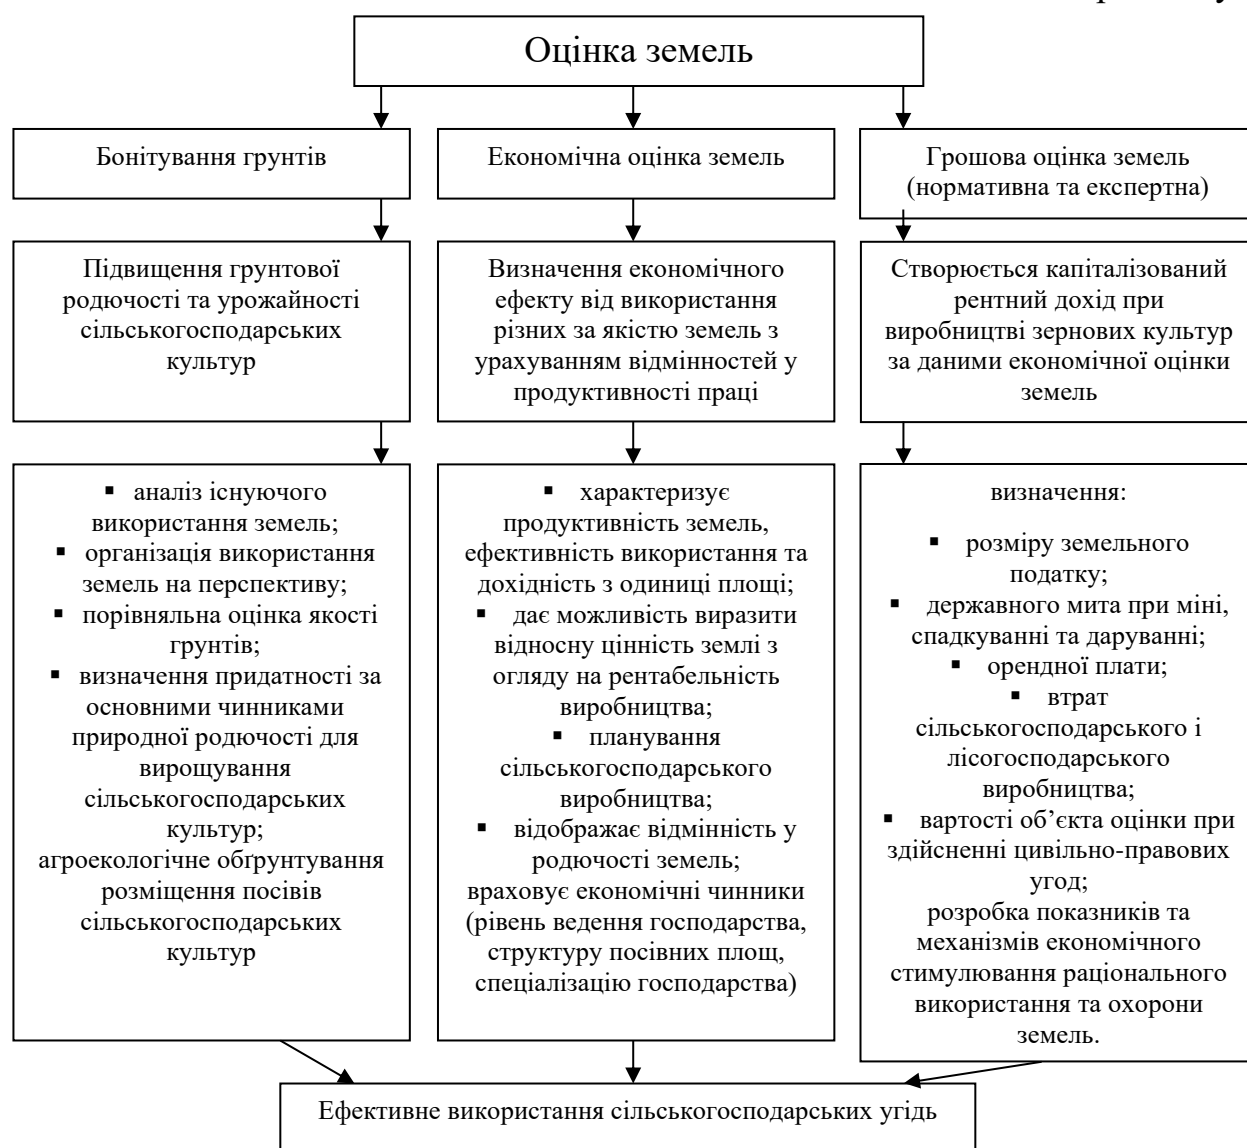 Оцінка земель
Бонітування грунтів
Економічна оцінка земель
Грошова оцінка земель
(нормативна та експертна)
Підвищення грунтової
родючості та урожайності
сільськогосподарських
культур
Визначення економічного
ефекту від використання
різних за якістю земель з
урахуванням відмінностей у
продуктивності праці
Створюється капіталізований
рентний дохід при
виробництві зернових культур
за даними економічної оцінки
земель
▪ аналіз існуючого
використання земель;
▪ організація використання
земель на перспективу;
▪ порівняльна оцінка якості
грунтів;
▪ визначення придатності за
основними чинниками
природної родючості для
вирощування
сільськогосподарських
культур;
агроекологічне обґрунтування
розміщення посівів
сільськогосподарських
культур
▪ характеризує
продуктивність земель,
ефективність використання та
дохідність з одиниці площі;
▪ дає можливість виразити
відносну цінність землі з
огляду на рентабельність
виробництва;
▪ планування
сільськогосподарського
виробництва;
▪ відображає відмінність у
родючості земель;
враховує економічні чинники
(рівень ведення господарства,
структуру посівних площ,
спеціалізацію господарства)
визначення:
▪ розміру земельного
податку;
▪ державного мита при міні,
спадкуванні та даруванні;
▪ орендної плати;
▪ втрат
сільськогосподарського і
лісогосподарського
виробництва;
▪ вартості об’єкта оцінки при
здійсненні цивільно-правових
угод;
розробка показників та
механізмів економічного
стимулювання раціонального
використання та охорони
земель.
Ефективне використання сільськогосподарських угідь